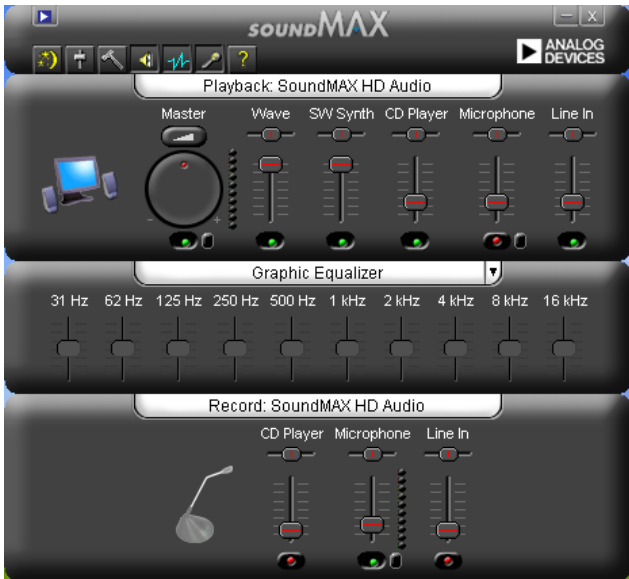 soundMAX
ANALOG
DEVICES
?
Playback: SoundMAX HD Audio
Master Wave SW Synth CD Player Microphone Line In
- +
Graphic Equalizer
31 Hz 62 Hz 125 Hz 250 Hz 500 Hz 1 kHz 2 kHz 4 kHz 8 kHz 16 kHz
Record: SoundMAX HD Audio
CD Player Microphone Line In